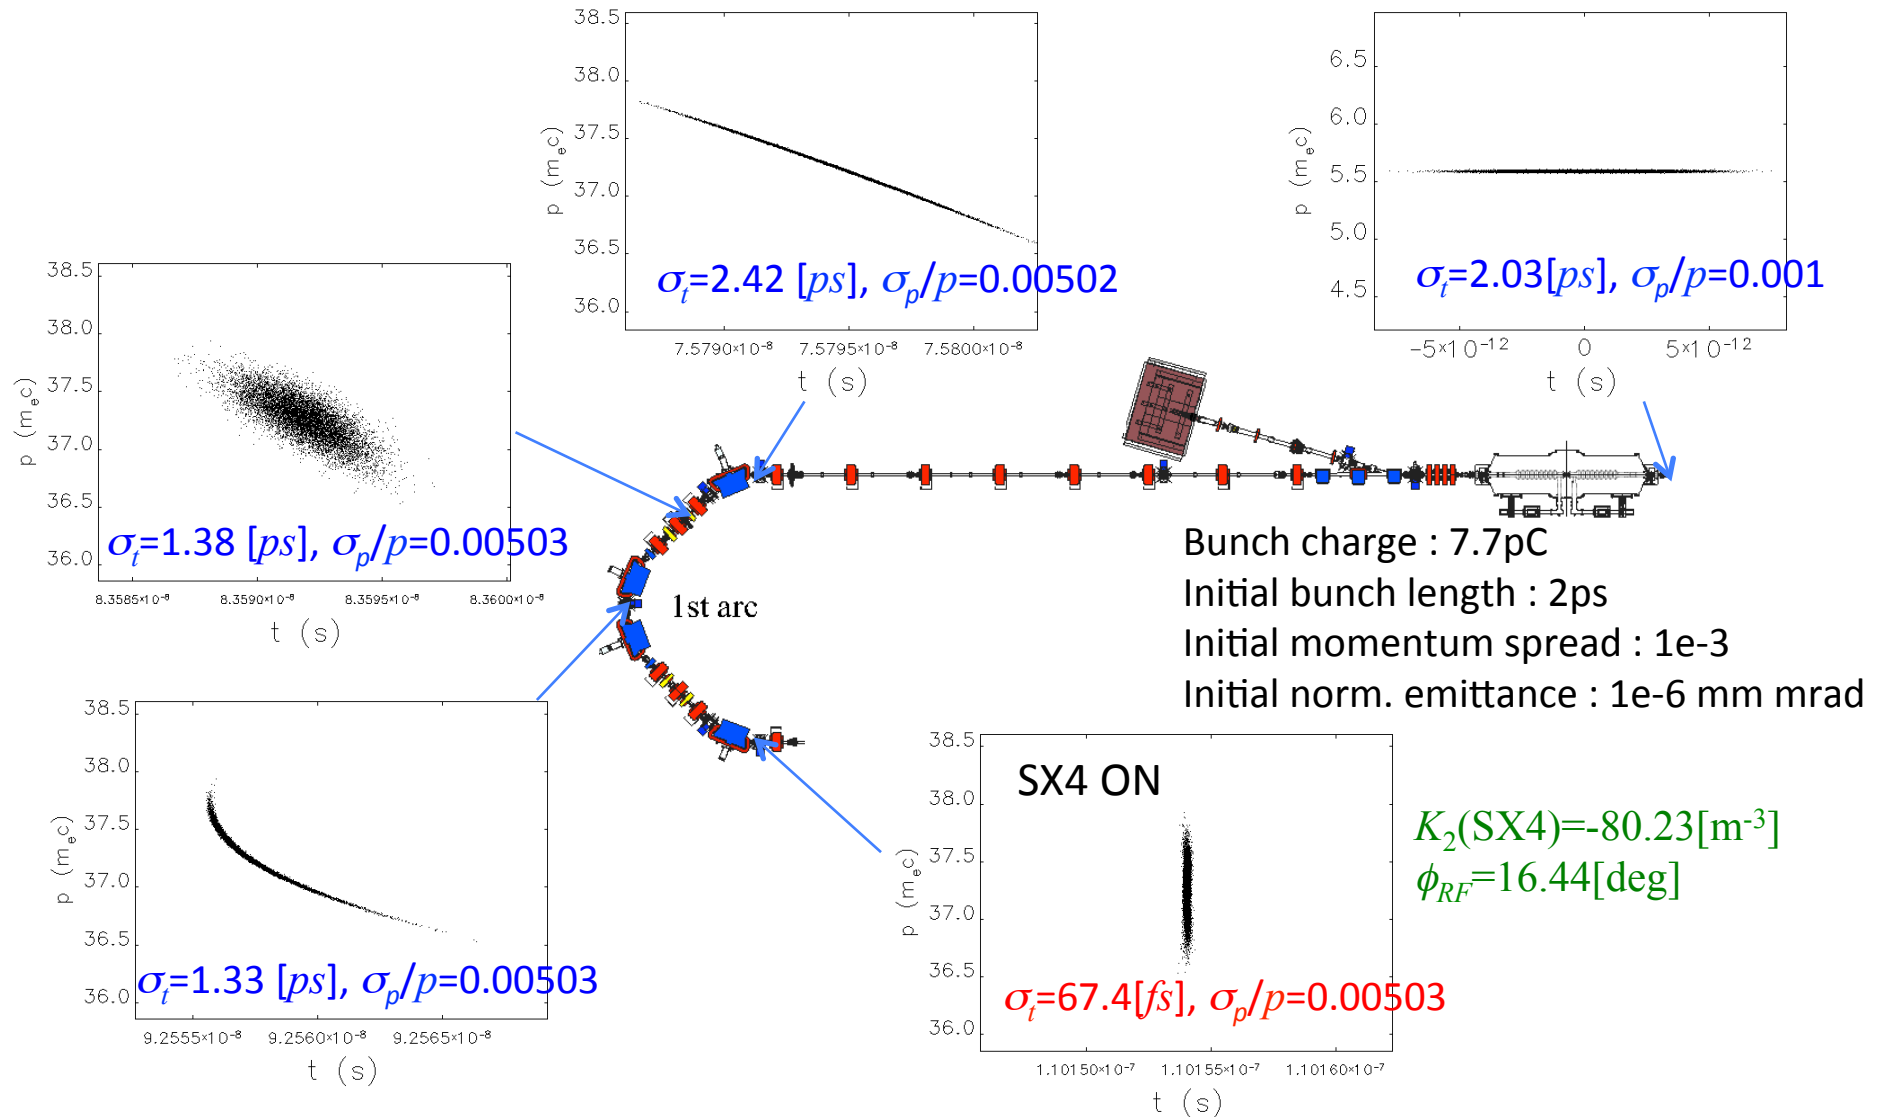 38.5
38.0
37.5
37.0
36.5
36.0
p (mec)
7.5790×10-8 7.5795×10-8 7.5800×10-8
t (s)
σt=2.42 [ps], σp/p=0.00502
6.5
6.0
5.5
5.0
4.5
p (mec)
−5×10-12 0 5×10-12
t (s)
σt=2.03[ps], σp/p=0.001
38.5
38.0
37.5
37.0
36.5
36.0
p (mec)
8.3585×10-8 8.3590×10-8 8.3595×10-8 8.3600×10-8
t (s)
σt=1.38 [ps], σp/p=0.00503
1st arc
Bunch charge : 7.7pC
Initial bunch length : 2ps
Initial momentum spread : 1e-3
Initial norm. emittance : 1e-6 mm mrad
38.5
38.0
37.5
37.0
36.5
36.0
p (mec)
9.2555×10-8 9.2560×10-8 9.2565×10-8
t (s)
σt=1.33 [ps], σp/p=0.00503
SX4 ON
38.5
38.0
37.5
37.0
36.5
36.0
p (mec)
1.10150×10-7 1.10155×10-7 1.10160×10-7
t (s)
σt=67.4[fs], σp/p=0.00503
K2(SX4)=-80.23[m-3]
ϕRF=16.44[deg]